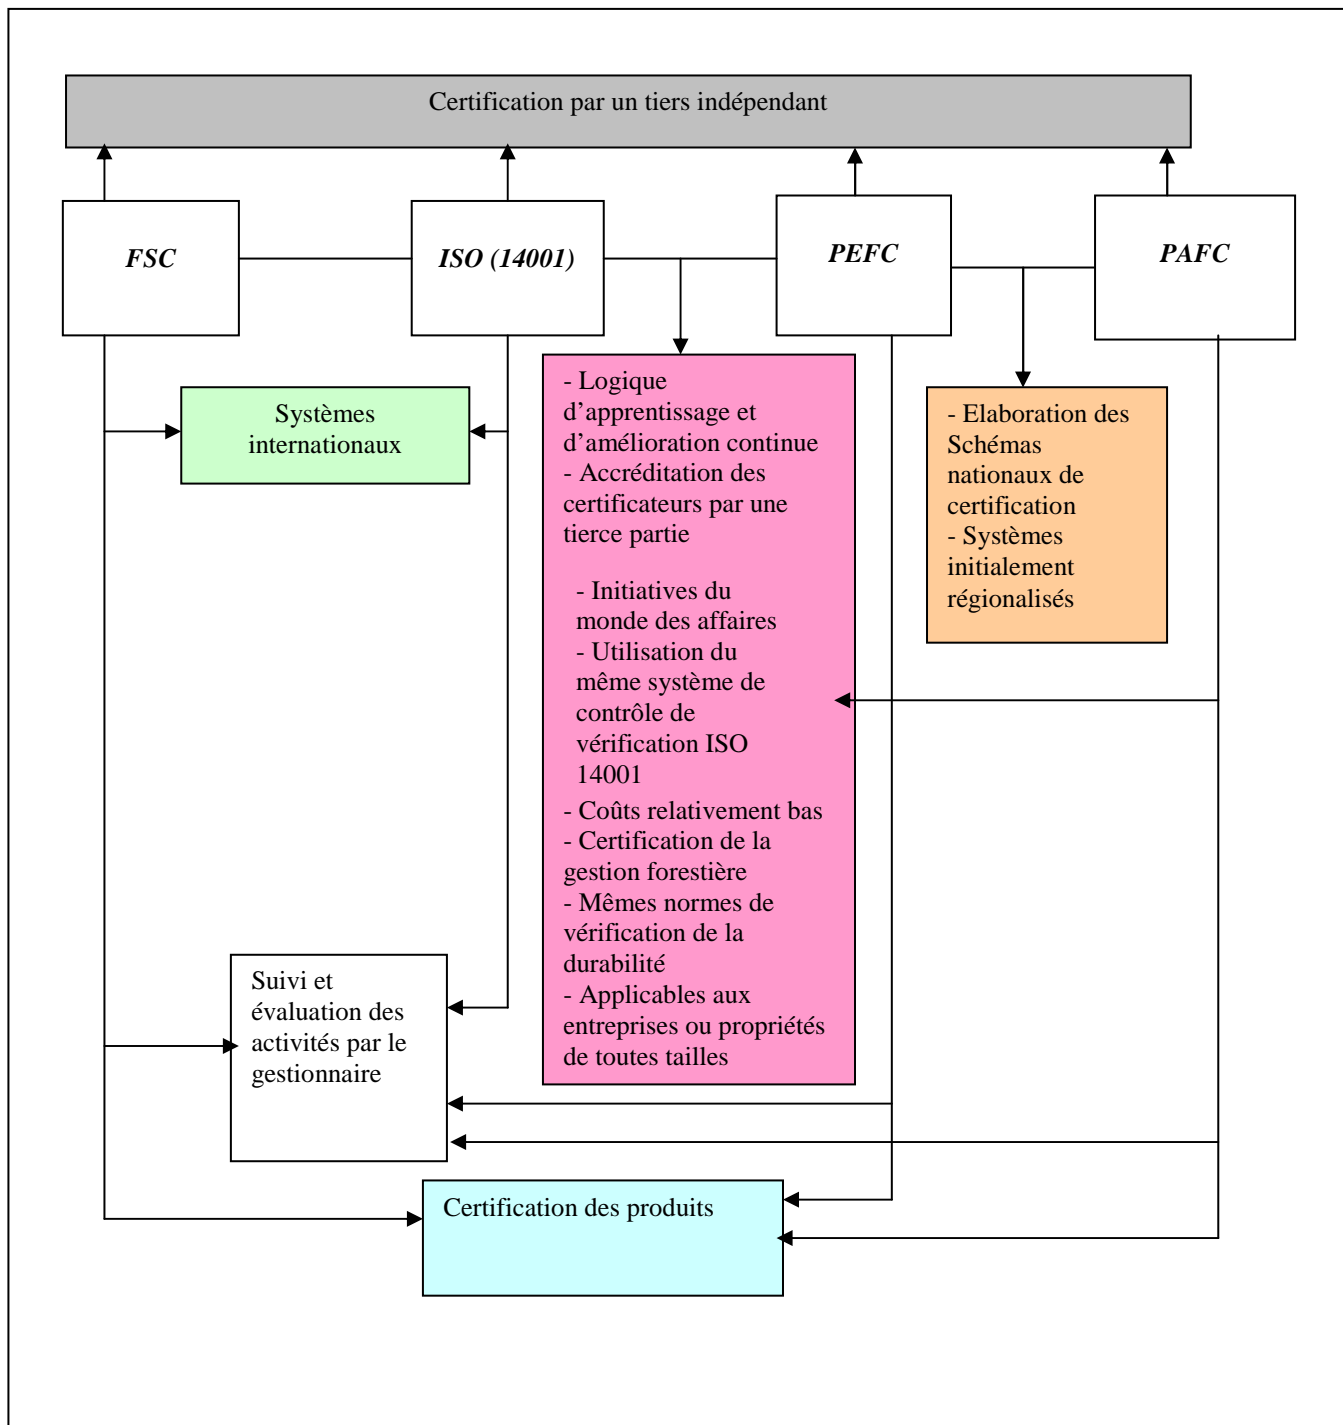 Certification par un tiers indépendant
FSC
ISO (14001)
PEFC
PAFC
Systèmes
internationaux
- Logique
d’apprentissage et
d’amélioration continue
- Accréditation des
certificateurs par une
tierce partie
- Initiatives du
monde des affaires
- Utilisation du
même système de
contrôle de
vérification ISO
14001
- Coûts relativement bas
- Certification de la
gestion forestière
- Mêmes normes de
vérification de la
durabilité
- Applicables aux
entreprises ou propriétés
de toutes tailles
- Elaboration des
Schémas
nationaux de
certification
- Systèmes
initialement
régionalisés
Suivi et
évaluation des
activités par le
gestionnaire
Certification des produits